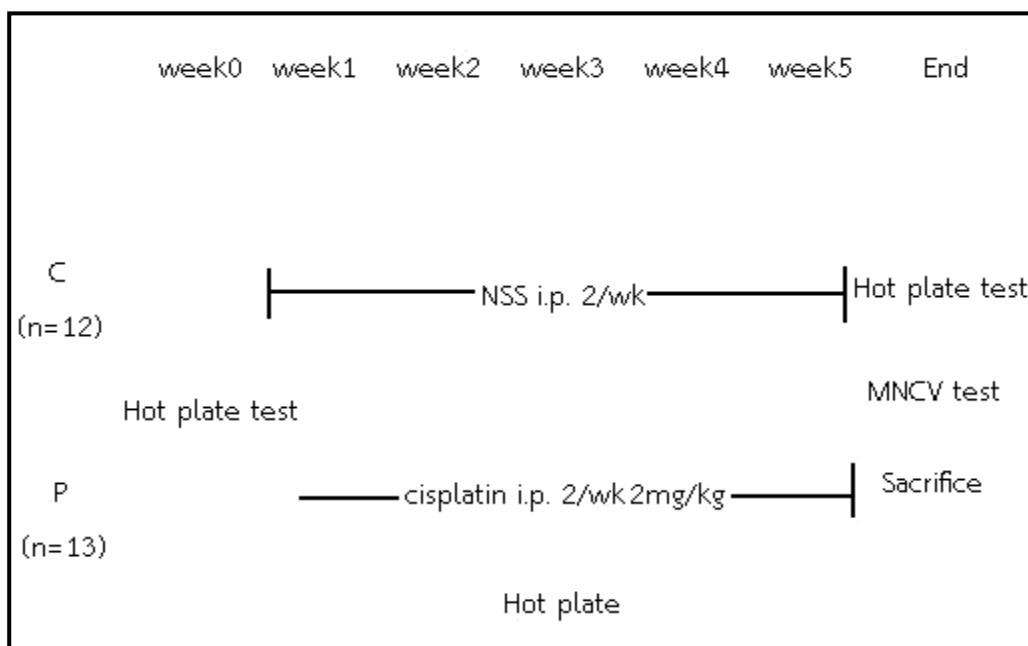 week0 week1 week2 week3 week4 week5 End
C
NSS i.p. 2/wk
Hot plate test
(n=12)
Hot plate test
MNCV test
P
cisplatin i.p. 2/wk 2mg/kg
Sacrifice
(n=13)
Hot plate